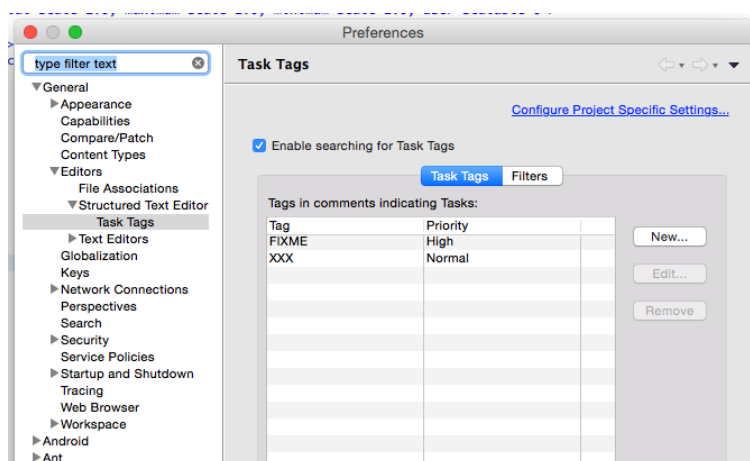 Preferences
type filter text
Task Tags
General
Appearance
Capabilities
Compare/Patch
Content Types
Editors
File Associations
Structured Text Editor
Task Tags
Text Editors
Globalization
Keys
Network Connections
Perspectives
Search
Security
Service Policies
Startup and Shutdown
Tracing
Web Browser
Workspace
Android
Ant
Configure Project Specific Settings...
Enable searching for Task Tags
Task Tags Filters
Tags in comments indicating Tasks:
Tag Priority
FIXME High
XXX Normal
New...
Edit...
Remove